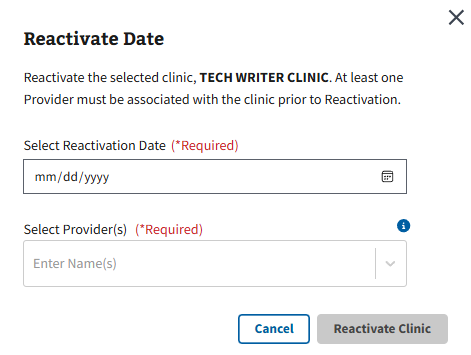 Reactivate Date
Reactivate the selected clinic, TECH WRITER CLINIC. At least one
Provider must be associated with the clinic prior to Reactivation.
Select Reactivation Date (*Required)
mm/dd/yyyy
Select Provider(s) (*Required)
Enter Name(s)
Cancel
Reactivate Clinic